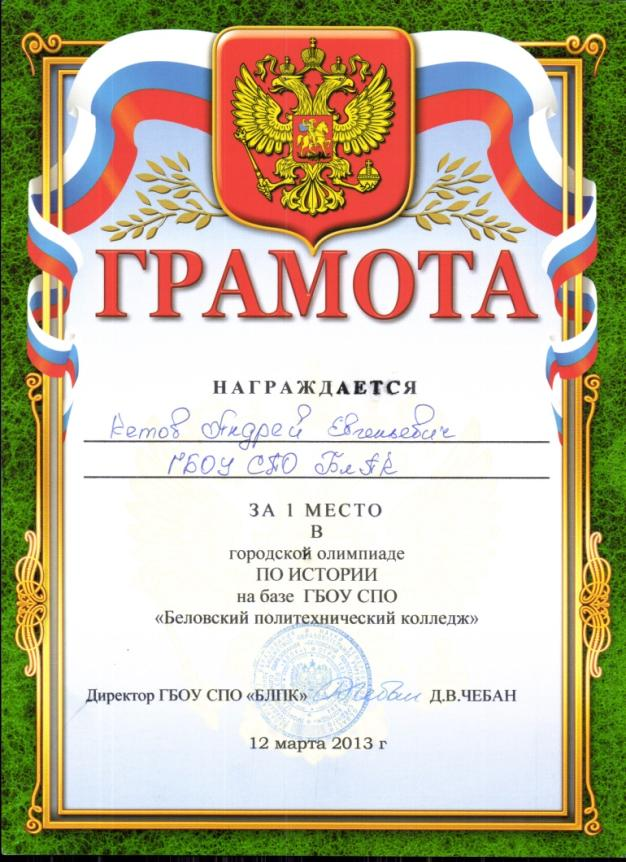 ГРАМОТА
НАГРАЖДАЕТСЯ
Кетов Андрей Евгеньевич
ГБОУ СПО БлПК
ЗА 1 МЕСТО
В
городской олимпиаде
ПО ИСТОРИИ
на базе ГБОУ СПО
«Беловский политехнический колледж»
Директор ГБОУ СПО «БЛПК» Д.В.ЧЕБАН
12 марта 2013 г